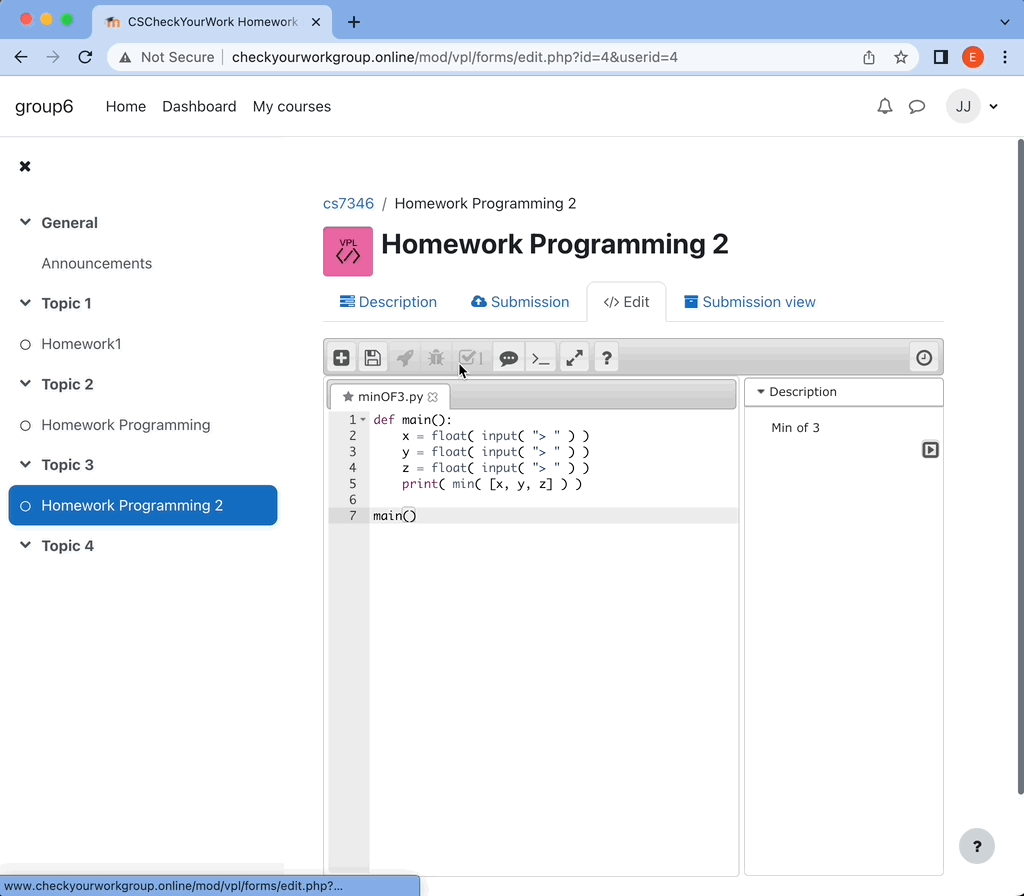 CSCheckYourWork Homework
Not Secure
checkyourworkgroup.online/mod/vpl/forms/edit.php?id=4&userid=4
E
group6
Home
Dashboard
My courses
JJ
General
Announcements
Topic 1
Homework1
Topic 2
Homework Programming
Topic 3
Homework Programming 2
Topic 4
cs7346 / Homework Programming 2
VPL
Homework Programming 2
Description
Submission
</> Edit
Submission view
1
>_
?
minOF3.py
1 def main():
2 x = float( input( "> " ) )
3 y = float( input( "> " ) )
4 z = float( input( "> " ) )
5 print( min( [x, y, z] ) )
6
7 main()
Description
Min of 3
?
www.checkyourworkgroup.online/mod/vpl/forms/edit.php?...